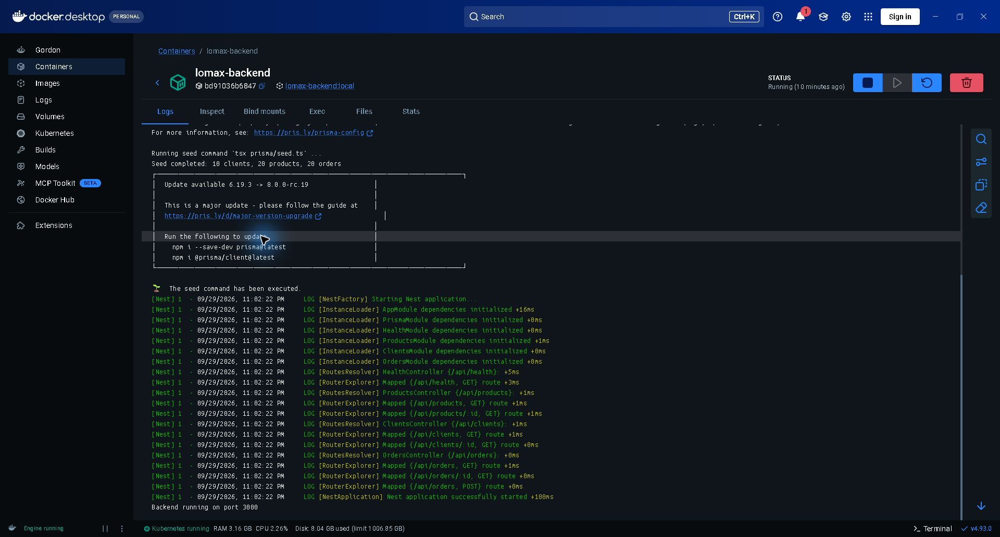 docker.desktop PERSONAL
Search Ctrl+K
1
Sign in
Gordon
Containers
Images
Logs
Volumes
Kubernetes
Builds
Models
MCP Toolkit BETA
Docker Hub
Extensions
Containers / lomax-backend
lomax-backend
bd91036b6847 lomax-backend:local
STATUS
Running (10 minutes ago)
Logs Inspect Bind mounts Exec Files Stats
For more information, see: https://pris.ly/prisma-config
Running seed command `tsx prisma/seed.ts` ...
Seed completed: 10 clients, 20 products, 20 orders
Update available 6.19.3 -> 8.0.0-rc.19
This is a major update - please follow the guide at
https://pris.ly/d/major-version-upgrade
Run the following to update
npm i --save-dev prisma@latest
npm i @prisma/client@latest
The seed command has been executed.
[Nest] 1 - 09/29/2026, 11:02:22 PM LOG [NestFactory] Starting Nest application...
[Nest] 1 - 09/29/2026, 11:02:22 PM LOG [InstanceLoader] AppModule dependencies initialized +16ms
[Nest] 1 - 09/29/2026, 11:02:22 PM LOG [InstanceLoader] PrismaModule dependencies initialized +0ms
[Nest] 1 - 09/29/2026, 11:02:22 PM LOG [InstanceLoader] HealthModule dependencies initialized +0ms
[Nest] 1 - 09/29/2026, 11:02:22 PM LOG [InstanceLoader] ProductsModule dependencies initialized +1ms
[Nest] 1 - 09/29/2026, 11:02:22 PM LOG [InstanceLoader] ClientsModule dependencies initialized +0ms
[Nest] 1 - 09/29/2026, 11:02:22 PM LOG [InstanceLoader] OrdersModule dependencies initialized +0ms
[Nest] 1 - 09/29/2026, 11:02:22 PM LOG [RoutesResolver] HealthController {/api/health}: +5ms
[Nest] 1 - 09/29/2026, 11:02:22 PM LOG [RouterExplorer] Mapped {/api/health, GET} route +3ms
[Nest] 1 - 09/29/2026, 11:02:22 PM LOG [RoutesResolver] ProductsController {/api/products}: +1ms
[Nest] 1 - 09/29/2026, 11:02:22 PM LOG [RouterExplorer] Mapped {/api/products, GET} route +1ms
[Nest] 1 - 09/29/2026, 11:02:22 PM LOG [RouterExplorer] Mapped {/api/products/:id, GET} route +1ms
[Nest] 1 - 09/29/2026, 11:02:22 PM LOG [RoutesResolver] ClientsController {/api/clients}: +1ms
[Nest] 1 - 09/29/2026, 11:02:22 PM LOG [RouterExplorer] Mapped {/api/clients, GET} route +1ms
[Nest] 1 - 09/29/2026, 11:02:22 PM LOG [RouterExplorer] Mapped {/api/clients/:id, GET} route +0ms
[Nest] 1 - 09/29/2026, 11:02:22 PM LOG [RoutesResolver] OrdersController {/api/orders}: +0ms
[Nest] 1 - 09/29/2026, 11:02:22 PM LOG [RouterExplorer] Mapped {/api/orders, GET} route +1ms
[Nest] 1 - 09/29/2026, 11:02:22 PM LOG [RouterExplorer] Mapped {/api/orders/:id, GET} route +0ms
[Nest] 1 - 09/29/2026, 11:02:22 PM LOG [RouterExplorer] Mapped {/api/orders, POST} route +0ms
[Nest] 1 - 09/29/2026, 11:02:22 PM LOG [NestApplication] Nest application successfully started +100ms
Backend running on port 3000
Engine running
Kubernetes running RAM 3.16 GB CPU 2.26% Disk: 8.04 GB used (limit 1006.85 GB)
Terminal v4.93.0